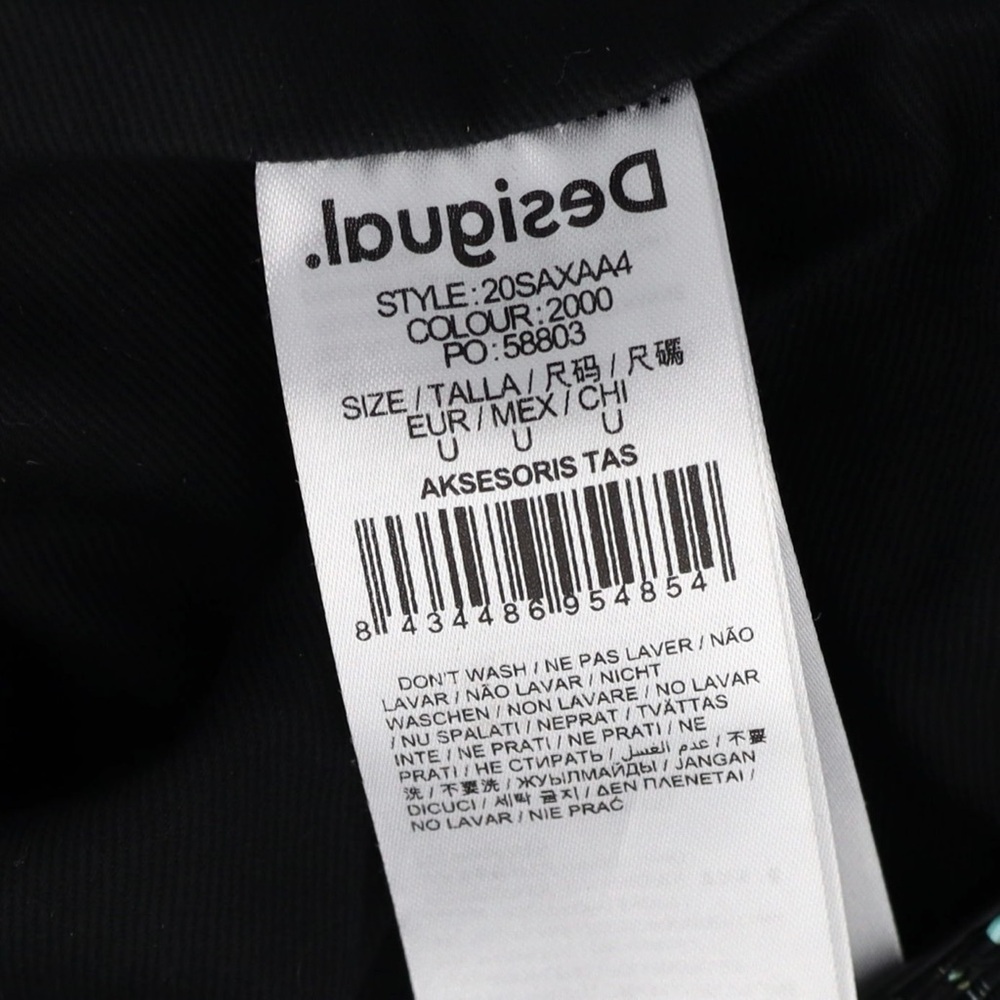 Desigual.
STYLE : 20SAXAA4
COLOUR : 2000
PO : 58803
SIZE / TALLA / 尺码 / 尺碼
EUR / MEX / CHI
U U U
AKSESORIS TAS
8 434486 954854
DON'T WASH / NE PAS LAVER / NÃO
LAVAR / NÃO LAVAR / NICHT
WASCHEN / NON LAVARE / NO LAVAR
/ NU SPALATI / NEPRAT / TVÄTTAS
INTE / NE PRATI / NE PRATI / NE
PRATI / НЕ СТИРАТЬ / عدم الغسل / 不要
洗 / 不要洗 / ЖУЫЛМАЙДЫ / JANGAN
DICUCI / 세탁 금지 / ΔΕΝ ΠΛΕΝΕΤΑΙ /
NO LAVAR / NIE PRAĆ